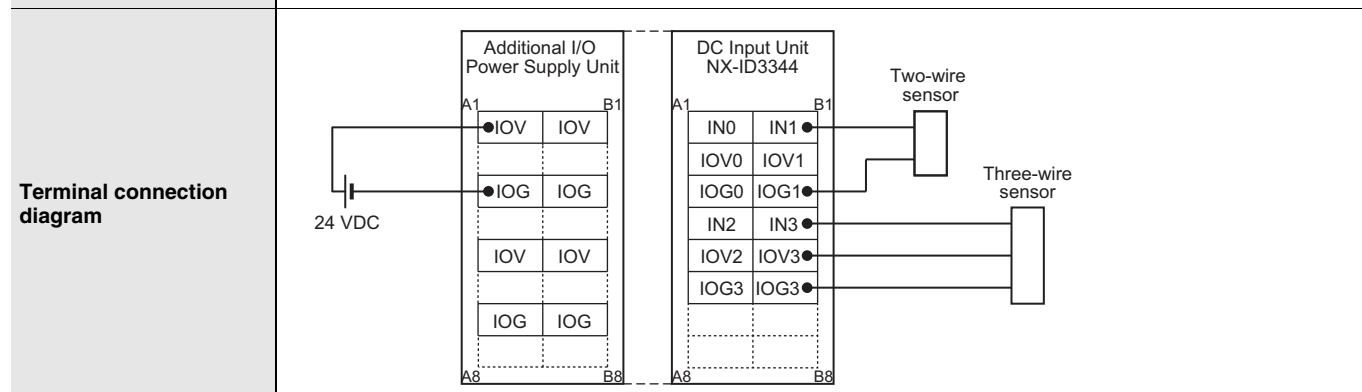 Terminal connection
diagram
Additional I/O
Power Supply Unit
A1 B1
IOV IOV
IOG IOG
IOV IOV
IOG IOG
A8 B8
24 VDC
DC Input Unit
NX-ID3344
A1 B1
IN0 IN1
IOV0 IOV1
IOG0 IOG1
IN2 IN3
IOV2 IOV3
IOG3 IOG3
A8 B8
Two-wire
sensor
Three-wire
sensor